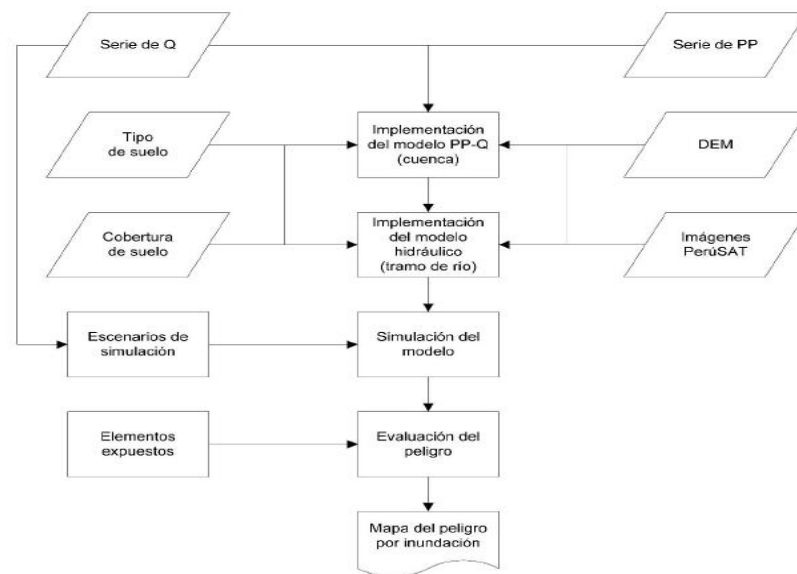 Serie de Q
Serie de PP
Tipo
de suelo
Implementación
del modelo PP-Q
(cuenca)
DEM
Cobertura
de suelo
Implementación
del modelo
hidráulico
(tramo de río)
Imágenes
PerúSAT
Escenarios de
simulación
Simulación del
modelo
Elementos
expuestos
Evaluación del
peligro
Mapa del peligro
por inundación